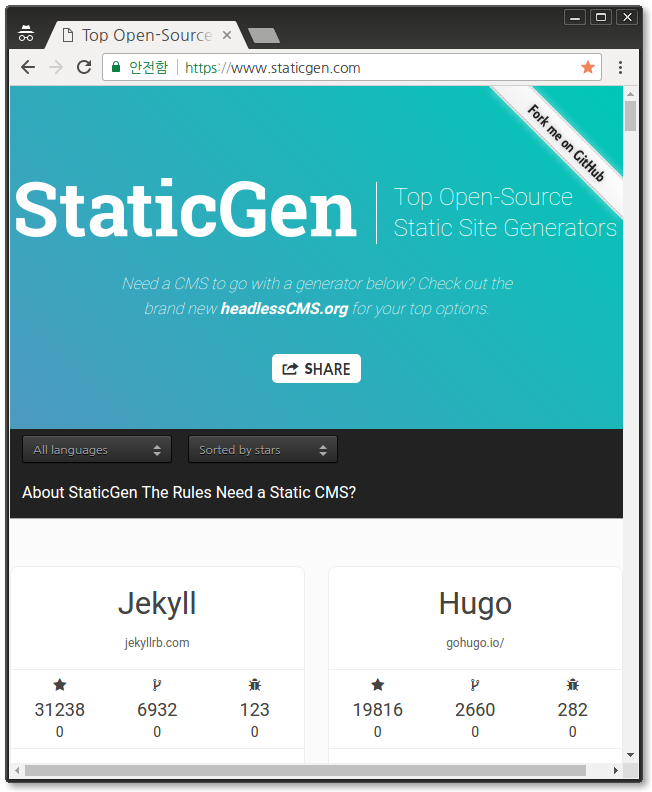 Top Open-Source
안전함
https://www.staticgen.com
Fork me on GitHub
StaticGen
Top Open-Source
Static Site Generators
Need a CMS to go with a generator below? Check out the
brand new headlessCMS.org for your top options.
SHARE
All languages
Sorted by stars
About StaticGen The Rules Need a Static CMS?
Jekyll
jekyllrb.com
31238 6932 123
0 0 0
Hugo
gohugo.io/
19816 2660 282
0 0 0